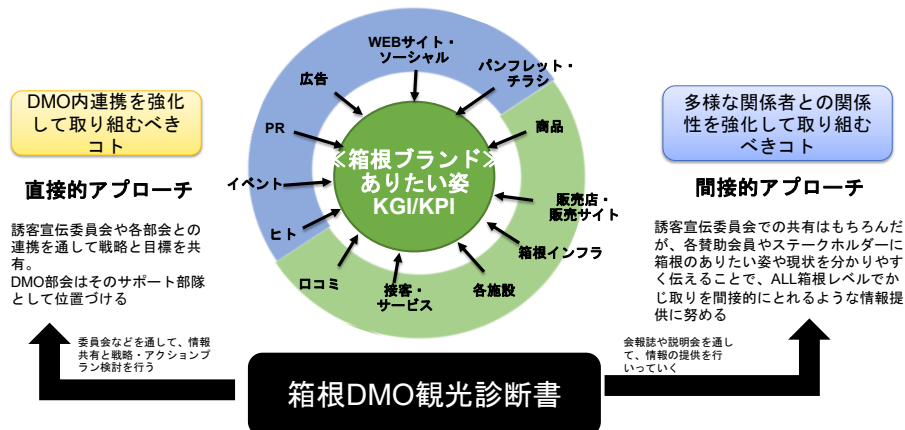 DMO内連携を強化
して取り組むべき
コト
直接的アプローチ
誘客宣伝委員会や各部会との
連携を通して戦略と目標を共
有。
DMO部会はそのサポート部隊
として位置づける
委員会などを通して、情報
共有と戦略・アクションプ
ラン検討を行う
WEBサイト・
ソーシャル
パンフレット・
チラシ
広告
商品
PR
イベント
販売店・
販売サイト
ヒト
箱根インフラ
口コミ
接客・
サービス
各施設
≪箱根ブランド≫
ありたい姿
KGI/KPI
多様な関係者との関係
性を強化して取り組む
べきコト
間接的アプローチ
誘客宣伝委員会での共有はもちろん
だが、各賛助会員やステークホルダーに
箱根のありたい姿や現状を分かりやす
く伝えることで、ALL箱根レベルでか
じ取りを間接的にとれるような情報提
供に努める
会報誌や説明会を通し
て、情報の提供を行
いっていく
箱根DMO観光診断書